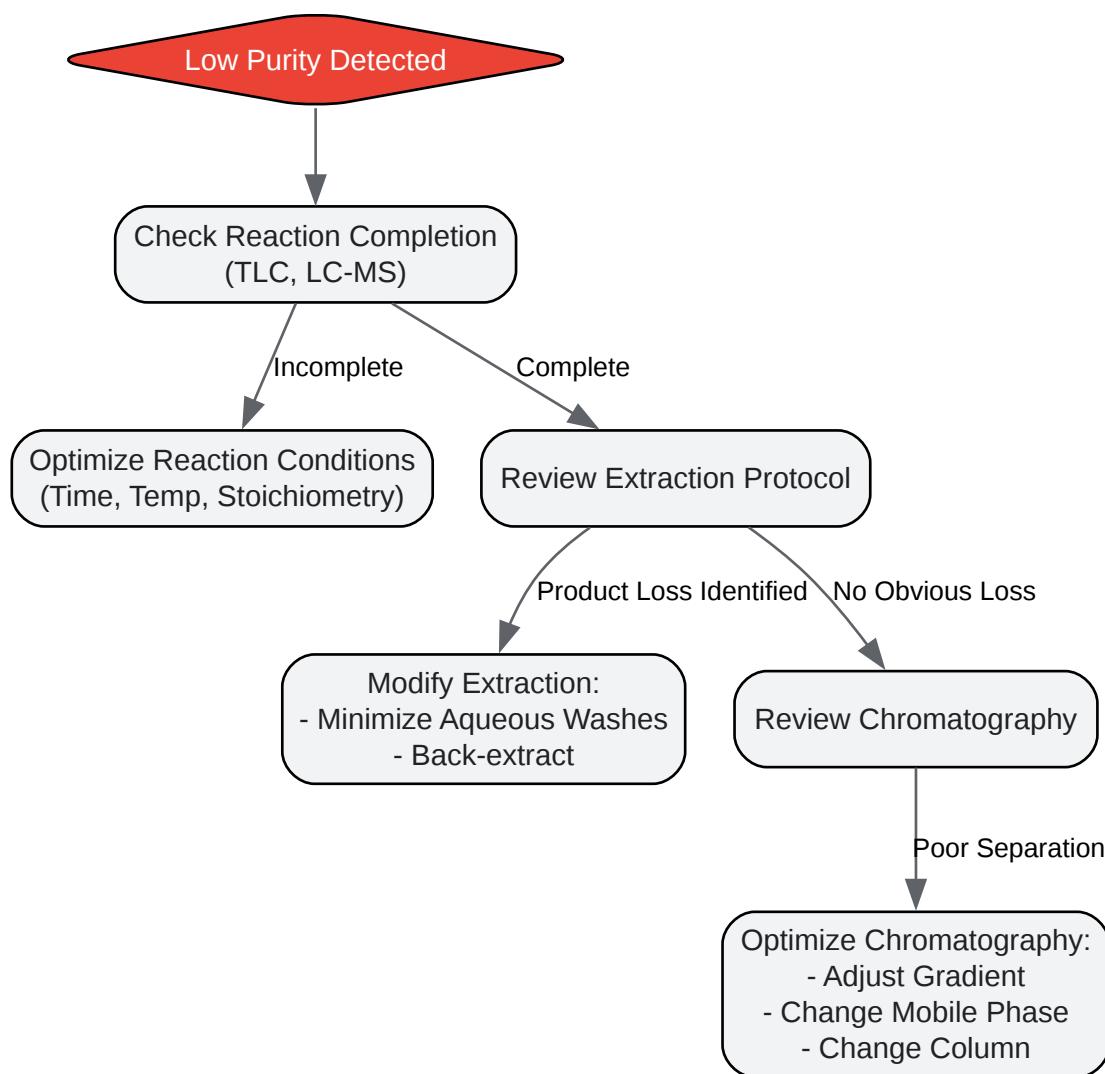 Low Purity Detected
Check Reaction Completion
(TLC, LC-MS)
Incomplete
Complete
Optimize Reaction Conditions
(Time, Temp, Stoichiometry)
Review Extraction Protocol
Product Loss Identified
No Obvious Loss
Modify Extraction:
- Minimize Aqueous Washes
- Back-extract
Review Chromatography
Poor Separation
Optimize Chromatography:
- Adjust Gradient
- Change Mobile Phase
- Change Column